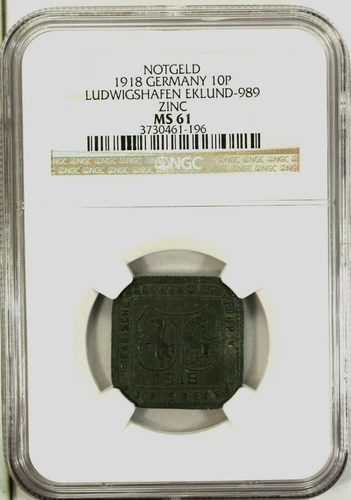 NOTGELD
1918 GERMANY 10P
LUDWIGSHAFEN EKLUND-989
ZINC
MS 61
3730461-196
NGC
1918